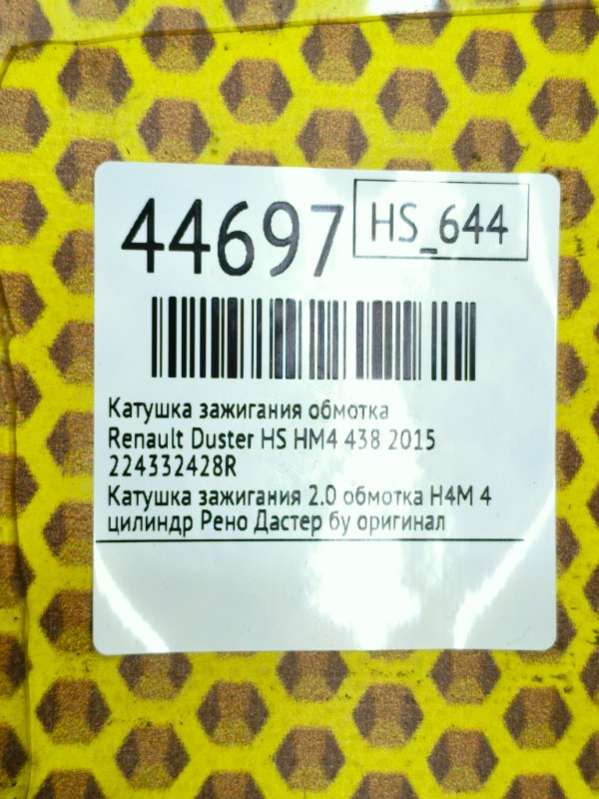 44697 HS_644
Катушка зажигания обмотка
Renault Duster HS HM4 438 2015
224332428R
Катушка зажигания 2.0 обмотка H4M 4
цилиндр Рено Дастер бу оригинал